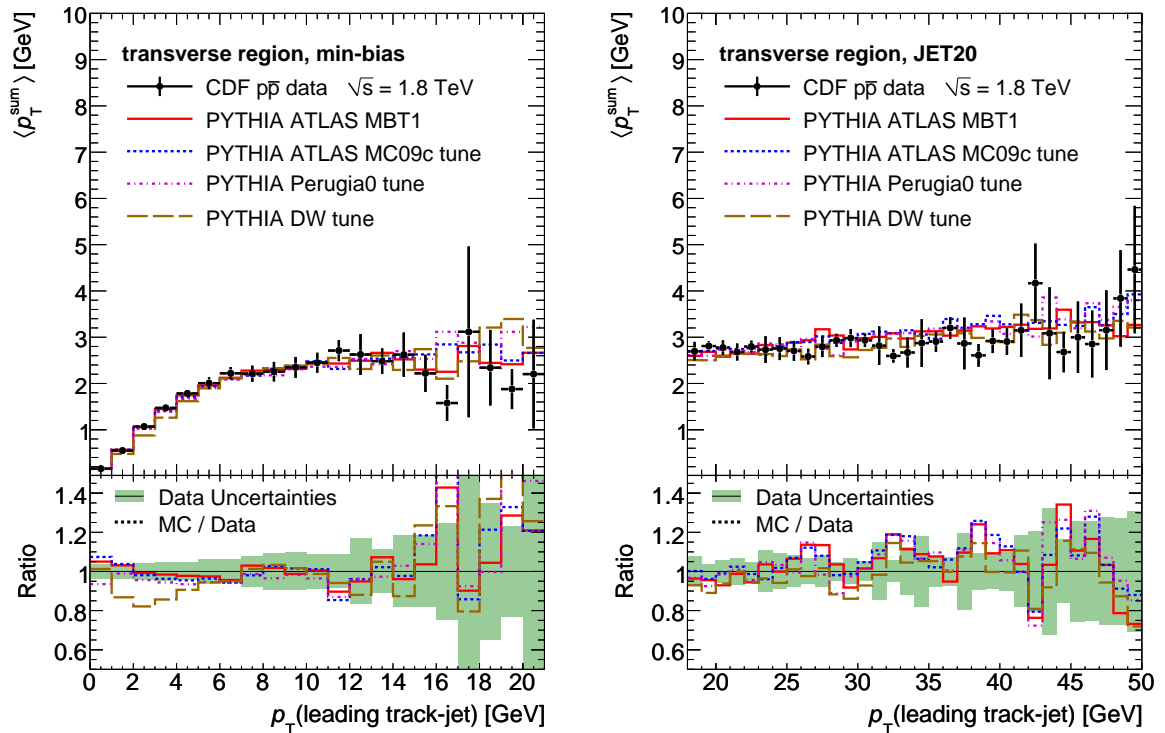 ⟨p_T^sum⟩ [GeV]
10
9
8
7
6
5
4
3
2
1
transverse region, min-bias
CDF pp̅ data √s = 1.8 TeV
PYTHIA ATLAS MBT1
PYTHIA ATLAS MC09c tune
PYTHIA Perugia0 tune
PYTHIA DW tune
Ratio
1.4
1.2
1
0.8
0.6
Data Uncertainties
MC / Data
0 2 4 6 8 10 12 14 16 18 20
p_T(leading track-jet) [GeV]
⟨p_T^sum⟩ [GeV]
10
9
8
7
6
5
4
3
2
1
transverse region, JET20
CDF pp̅ data √s = 1.8 TeV
PYTHIA ATLAS MBT1
PYTHIA ATLAS MC09c tune
PYTHIA Perugia0 tune
PYTHIA DW tune
Ratio
1.4
1.2
1
0.8
0.6
Data Uncertainties
MC / Data
20 25 30 35 40 45 50
p_T(leading track-jet) [GeV]